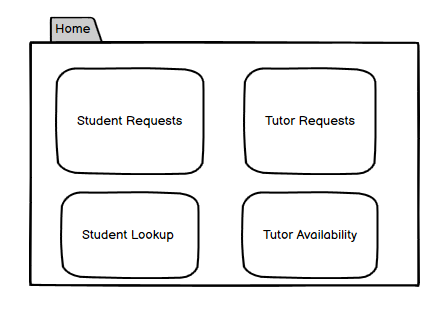 Home
Student Requests
Tutor Requests
Student Lookup
Tutor Availability